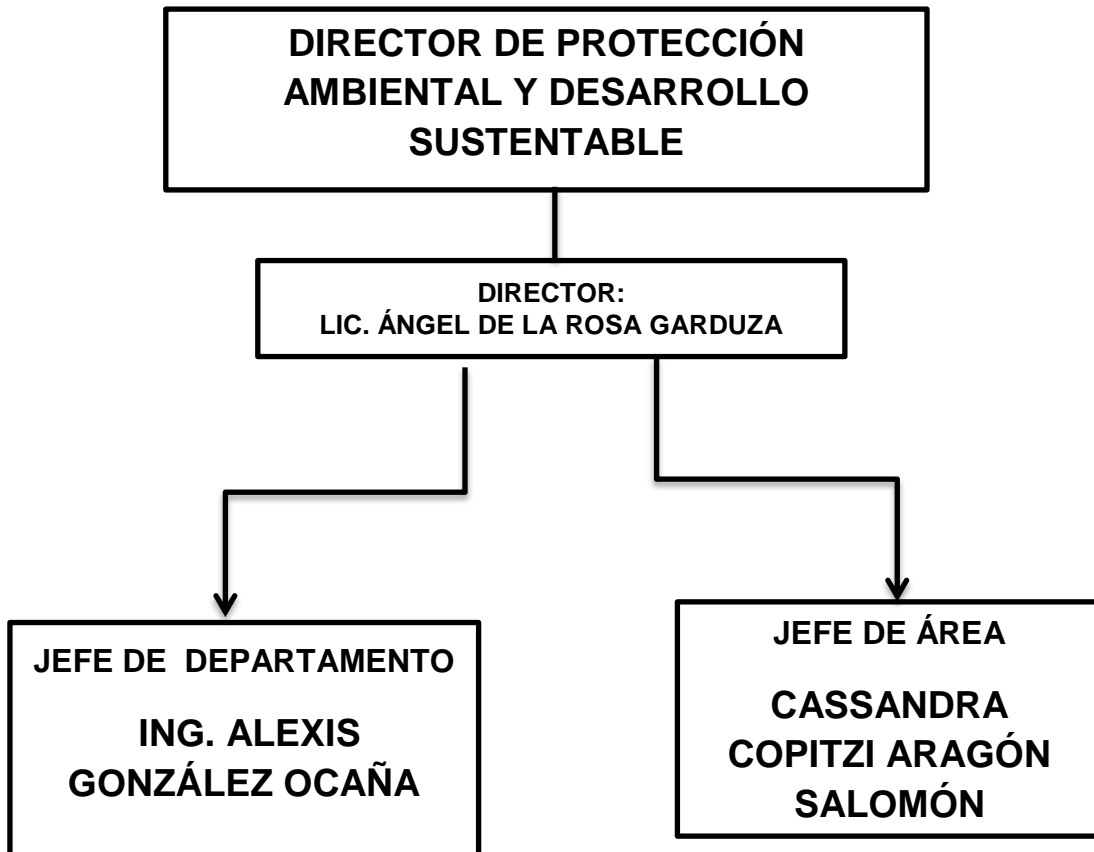 DIRECTOR DE PROTECCIÓN
AMBIENTAL Y DESARROLLO
SUSTENTABLE
DIRECTOR:
LIC. ÁNGEL DE LA ROSA GARDUZA
JEFE DE DEPARTAMENTO
ING. ALEXIS
GONZÁLEZ OCAÑA
JEFE DE ÁREA
CASSANDRA
COPITZI ARAGÓN
SALOMÓN